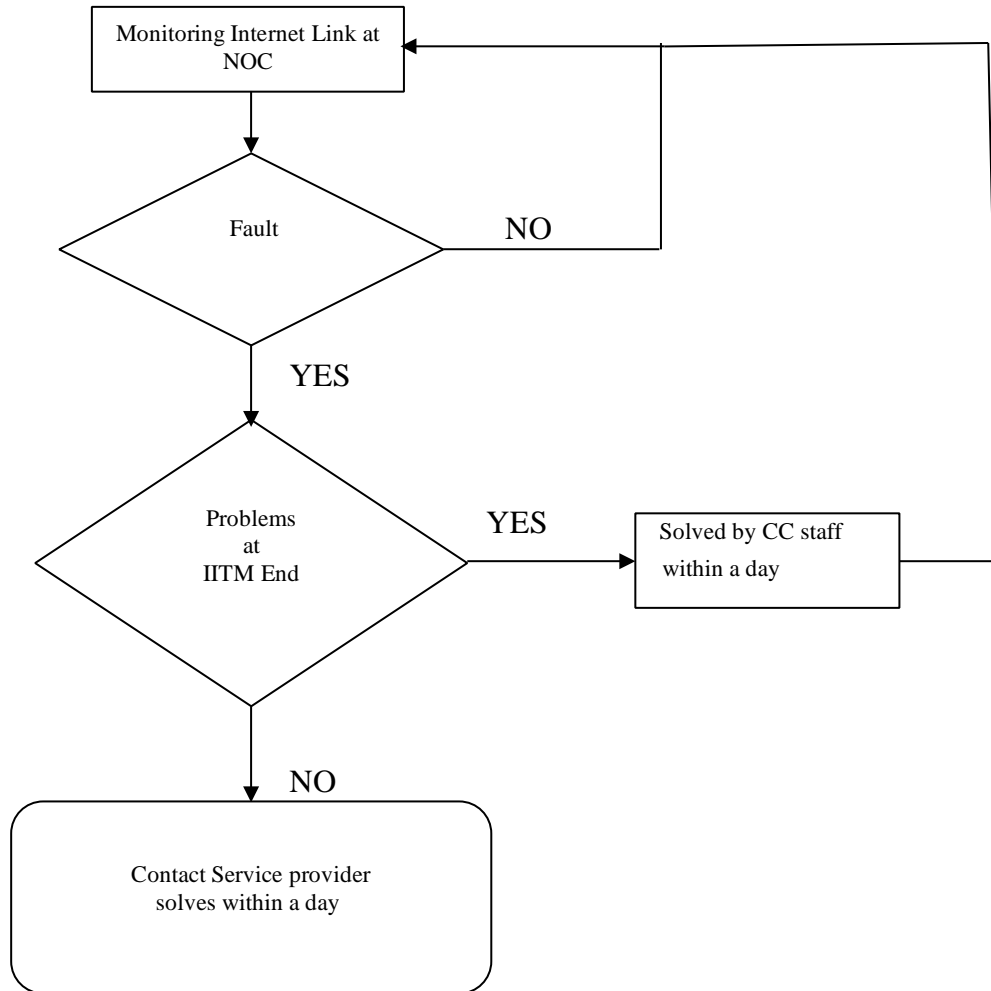 Monitoring Internet Link at
NOC
Fault
NO
YES
Problems
at
IITM End
YES
Solved by CC staff
within a day
NO
Contact Service provider
solves within a day